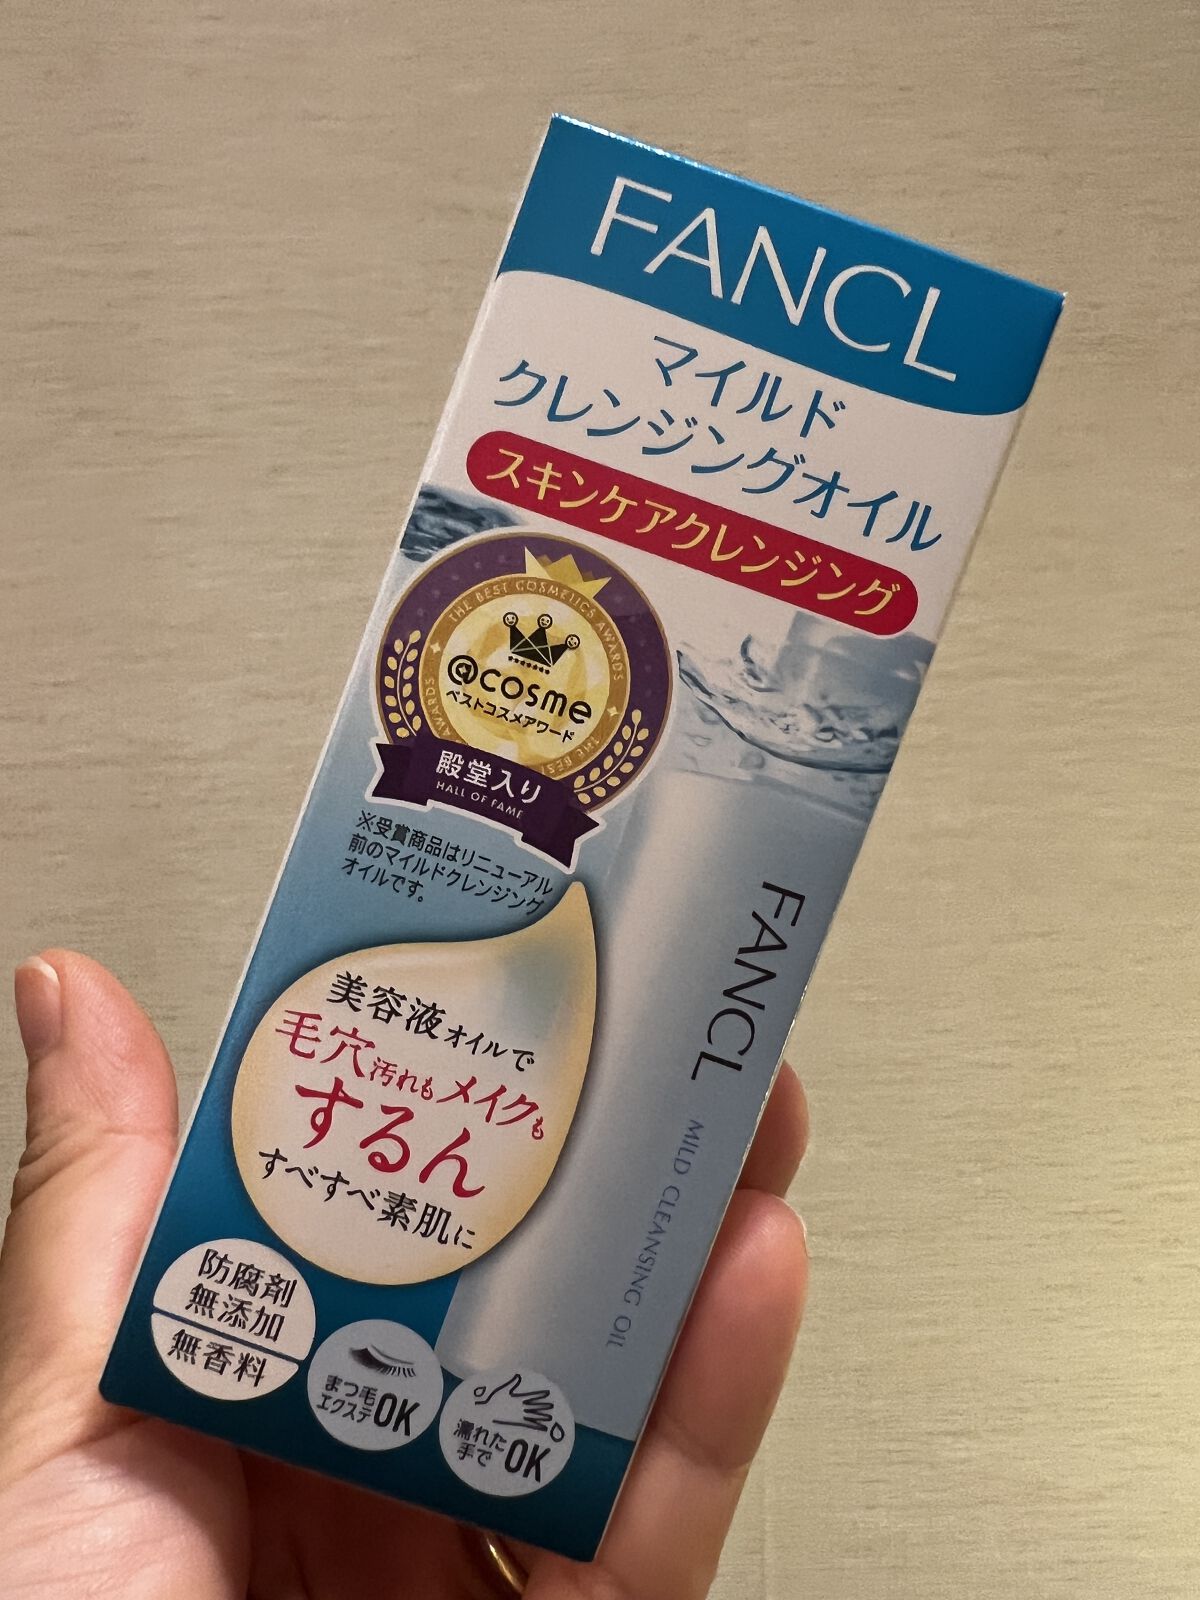 FANCL
マイルド
クレンジングオイル
スキンケアクレンジング
THE BEST COSMETICS AWARDS
@cosme
ベストコスメアワード
AWARDS
THE BEST
殿堂入り
HALL OF FAME
※受賞商品はリニューアル
前のマイルドクレンジング
オイルです。
美容液オイルで
毛穴汚れもメイクも
するん
すべすべ素肌に
FANCL
MILD CLEANSING OIL
防腐剤
無添加
無香料
まつ毛
エクステOK
濡れた
手でOK